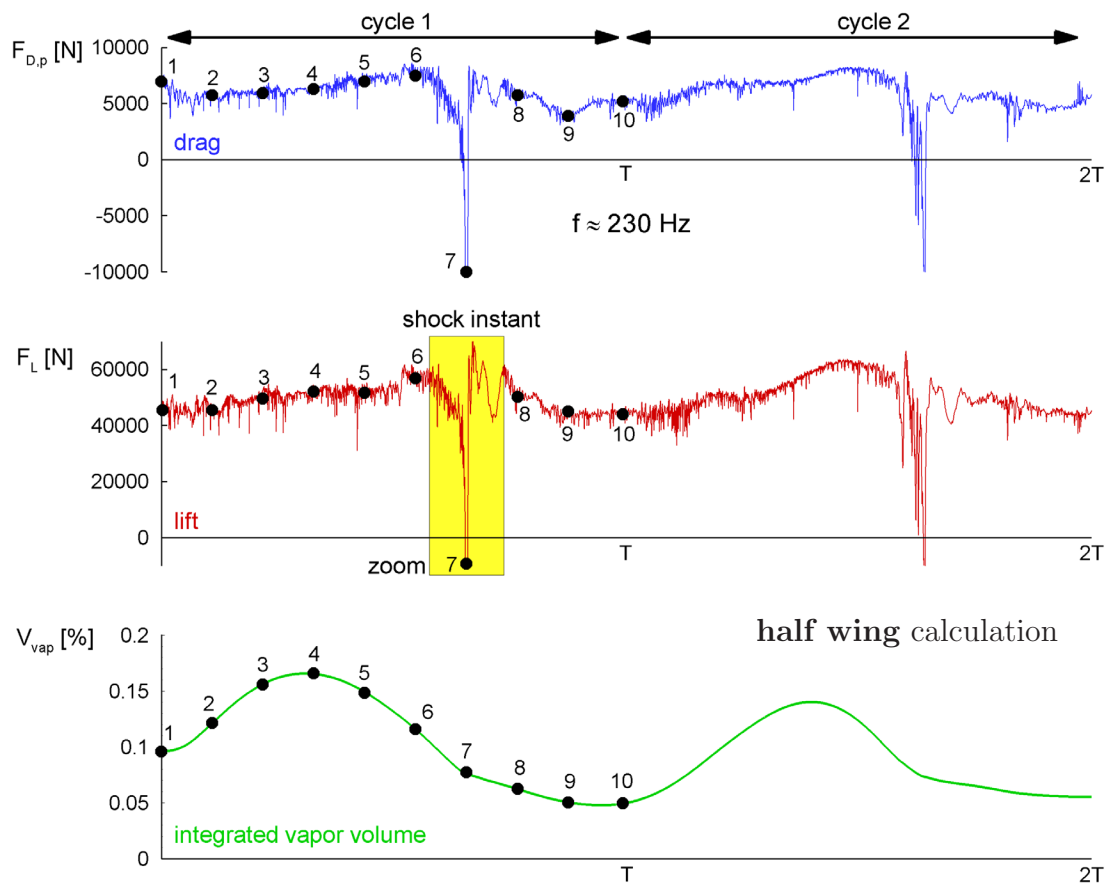 cycle 1 cycle 2
F_D,p [N]
10000
5000
0
-5000
-10000
1 2 3 4 5 6 7 8 9 10
drag
T 2T
f ≈ 230 Hz
shock instant
F_L [N]
60000
40000
20000
0
1 2 3 4 5 6 7 8 9 10
lift
zoom
T 2T
half wing calculation
V_vap [%]
0.2
0.15
0.1
0.05
0
1 2 3 4 5 6 7 8 9 10
integrated vapor volume
T 2T